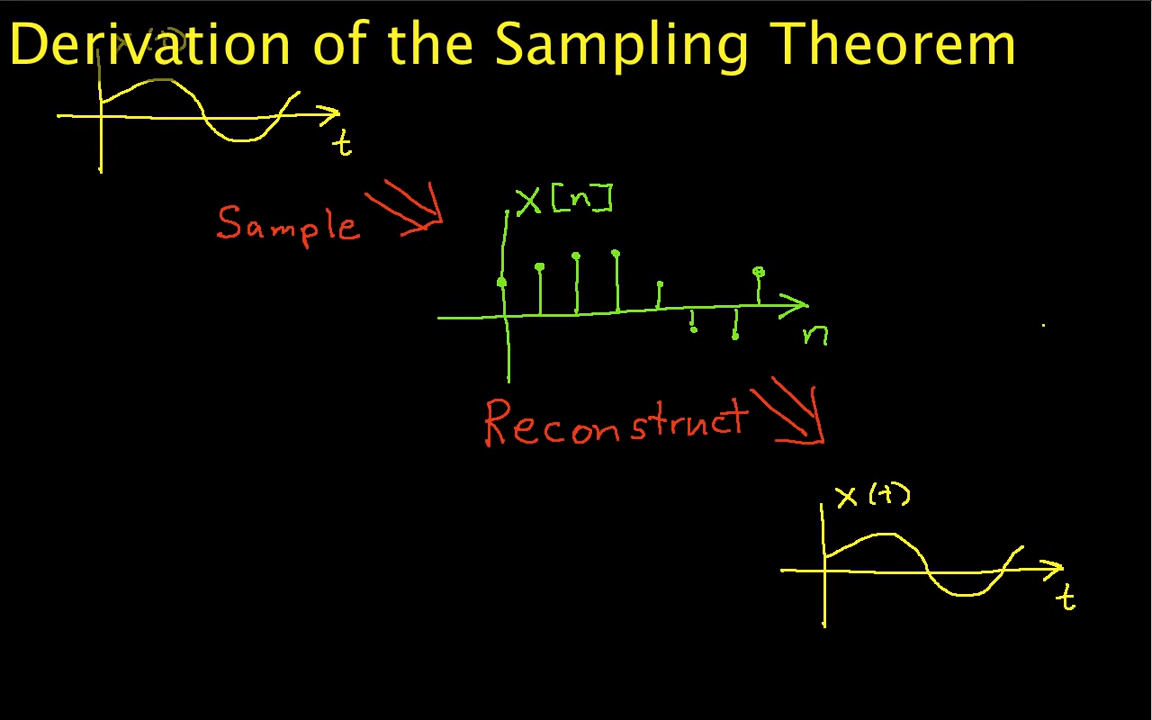 Derivation of the Sampling Theorem
x(t)
t
Sample
x[n]
n
Reconstruct
x(t)
t